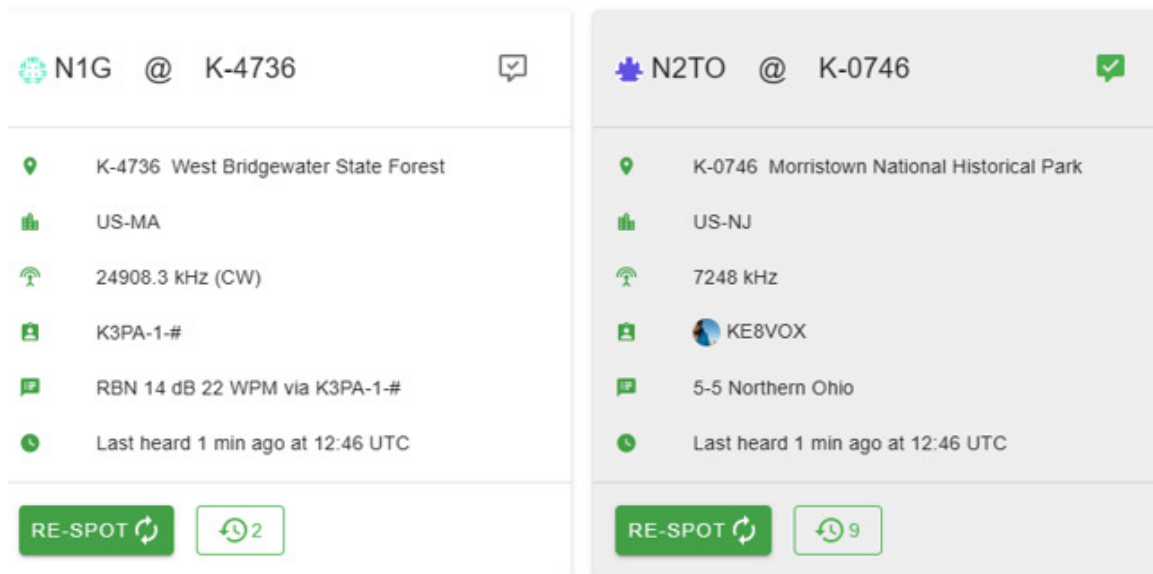 N1G @ K-4736
K-4736 West Bridgewater State Forest
US-MA
24908.3 kHz (CW)
K3PA-1-#
RBN 14 dB 22 WPM via K3PA-1-#
Last heard 1 min ago at 12:46 UTC
RE-SPOT 2
N2TO @ K-0746
K-0746 Morristown National Historical Park
US-NJ
7248 kHz
KE8VOX
5-5 Northern Ohio
Last heard 1 min ago at 12:46 UTC
RE-SPOT 9